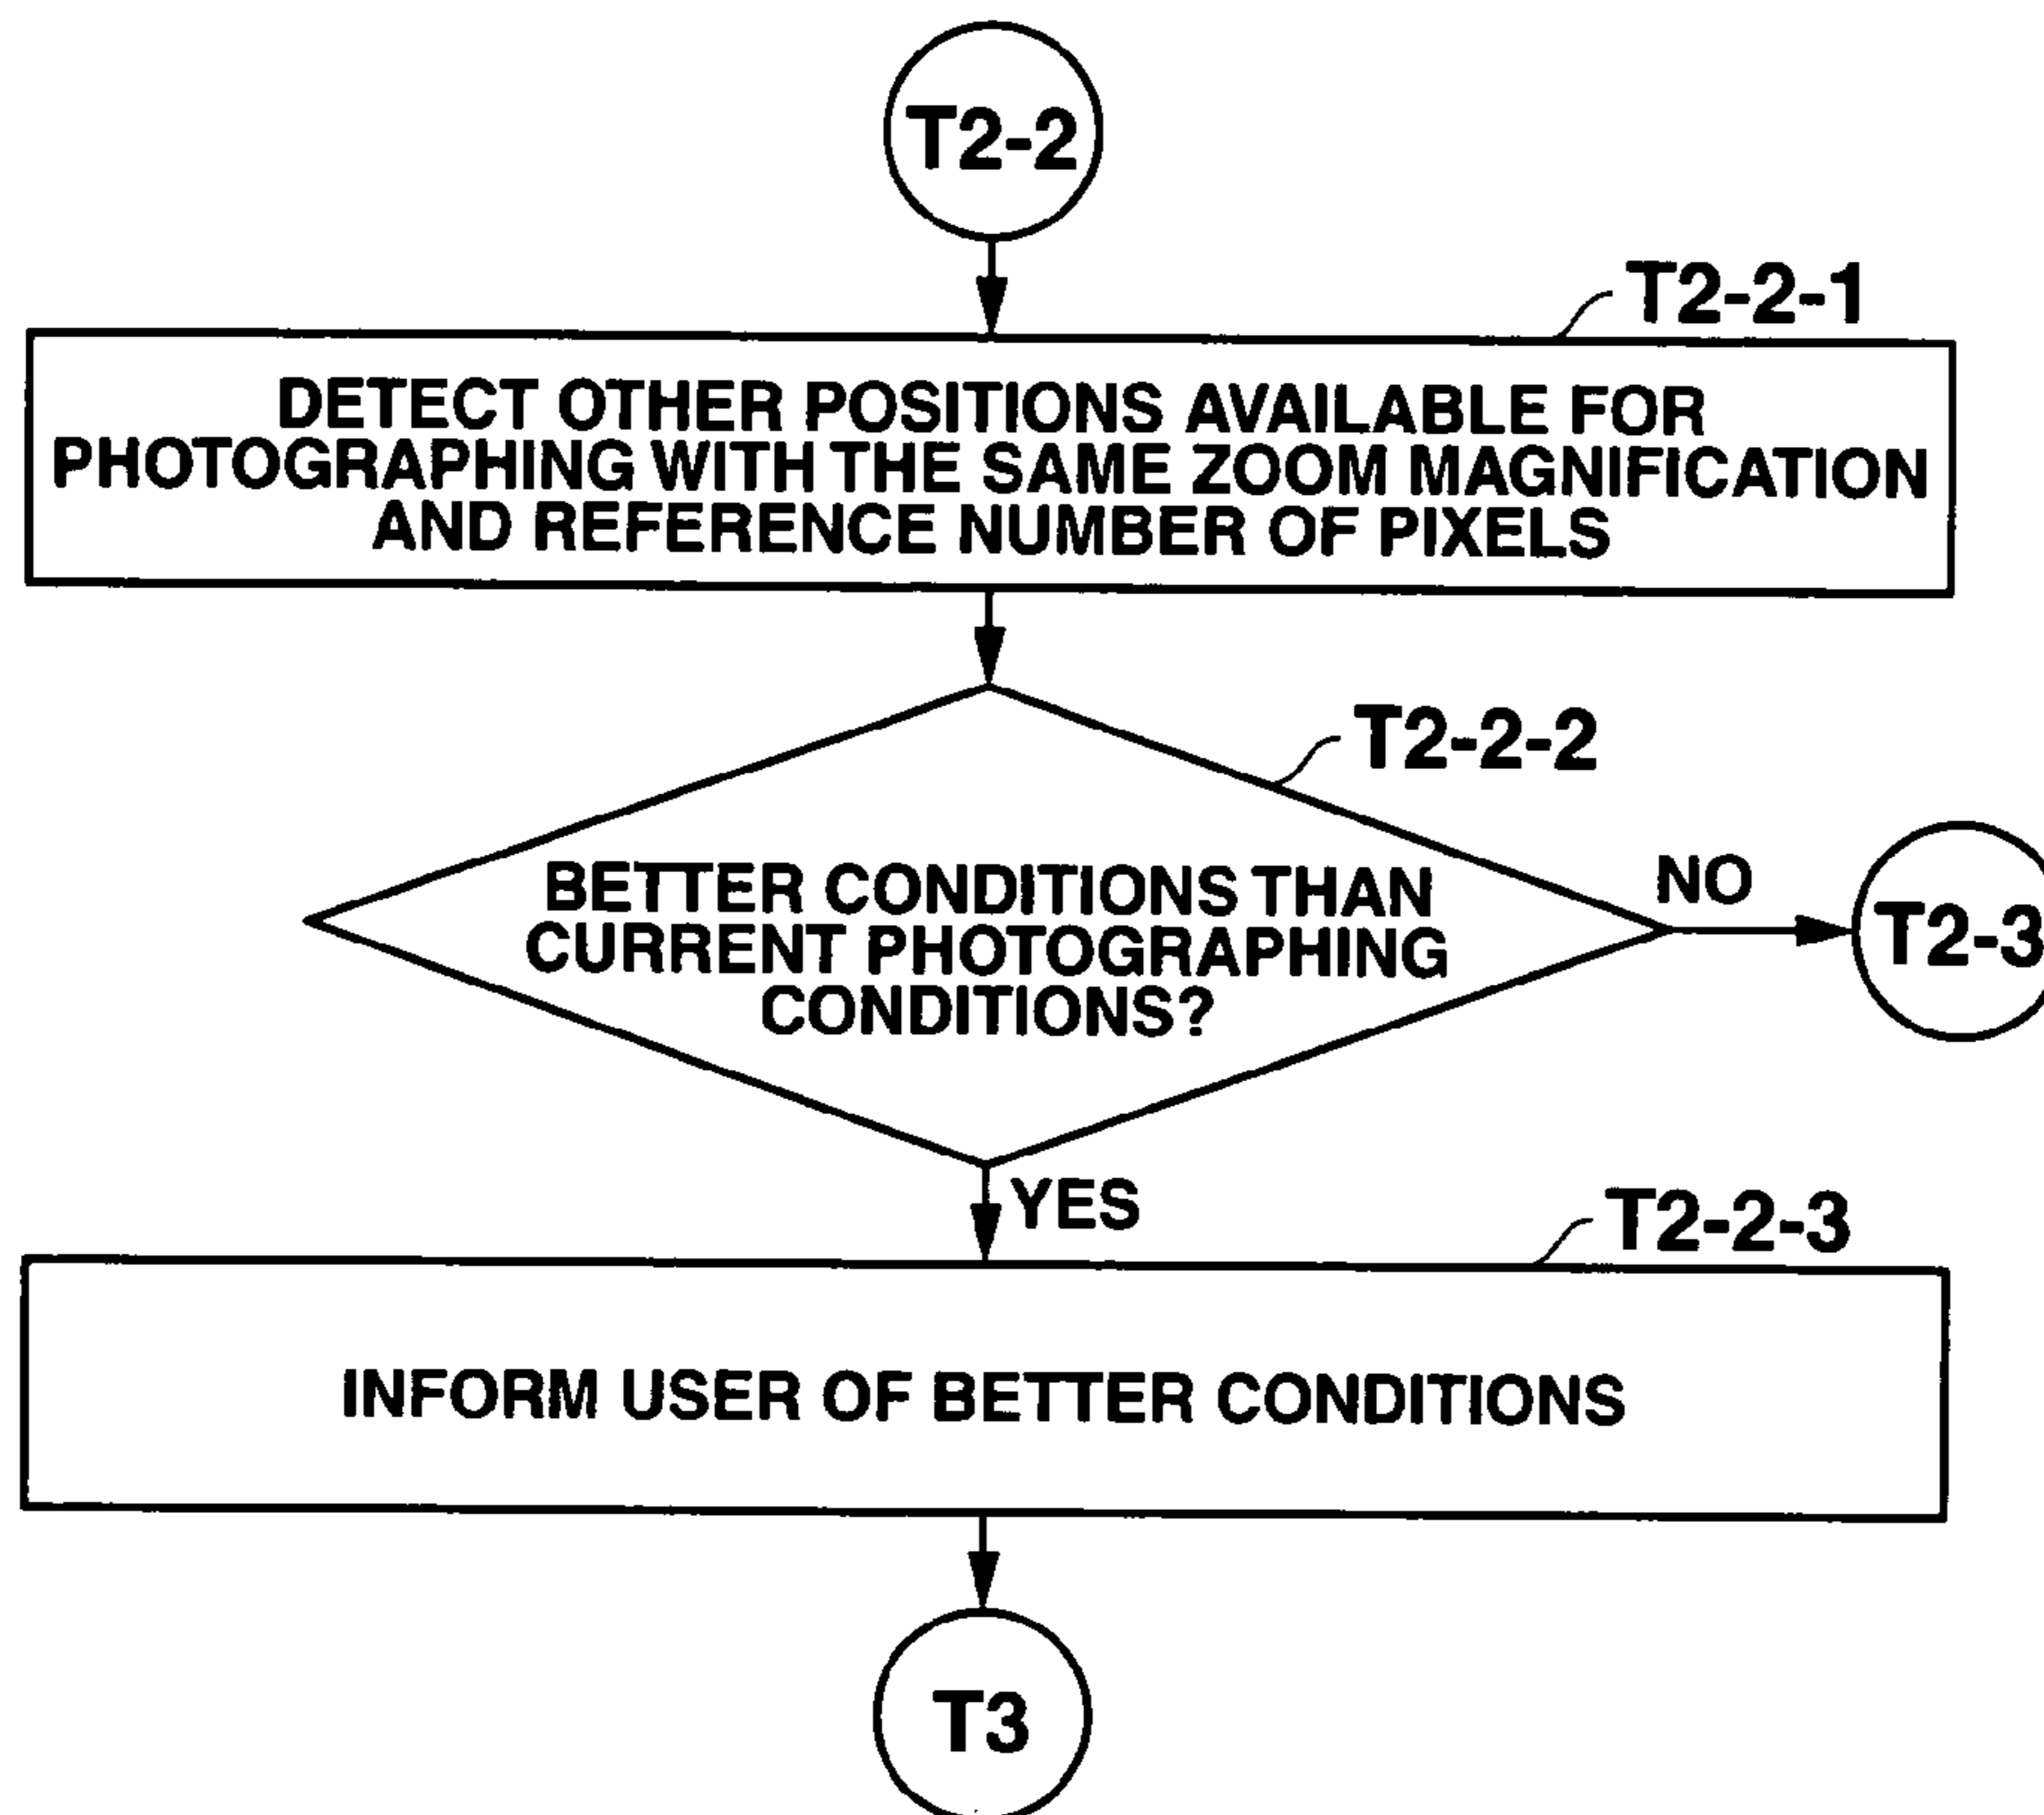 T2-2
T2-2-1
DETECT OTHER POSITIONS AVAILABLE FOR
PHOTOGRAPHING WITH THE SAME ZOOM MAGNIFICATION
AND REFERENCE NUMBER OF PIXELS
T2-2-2
BETTER CONDITIONS THAN
CURRENT PHOTOGRAPHING
CONDITIONS?
NO
T2-3
YES
T2-2-3
INFORM USER OF BETTER CONDITIONS
T3